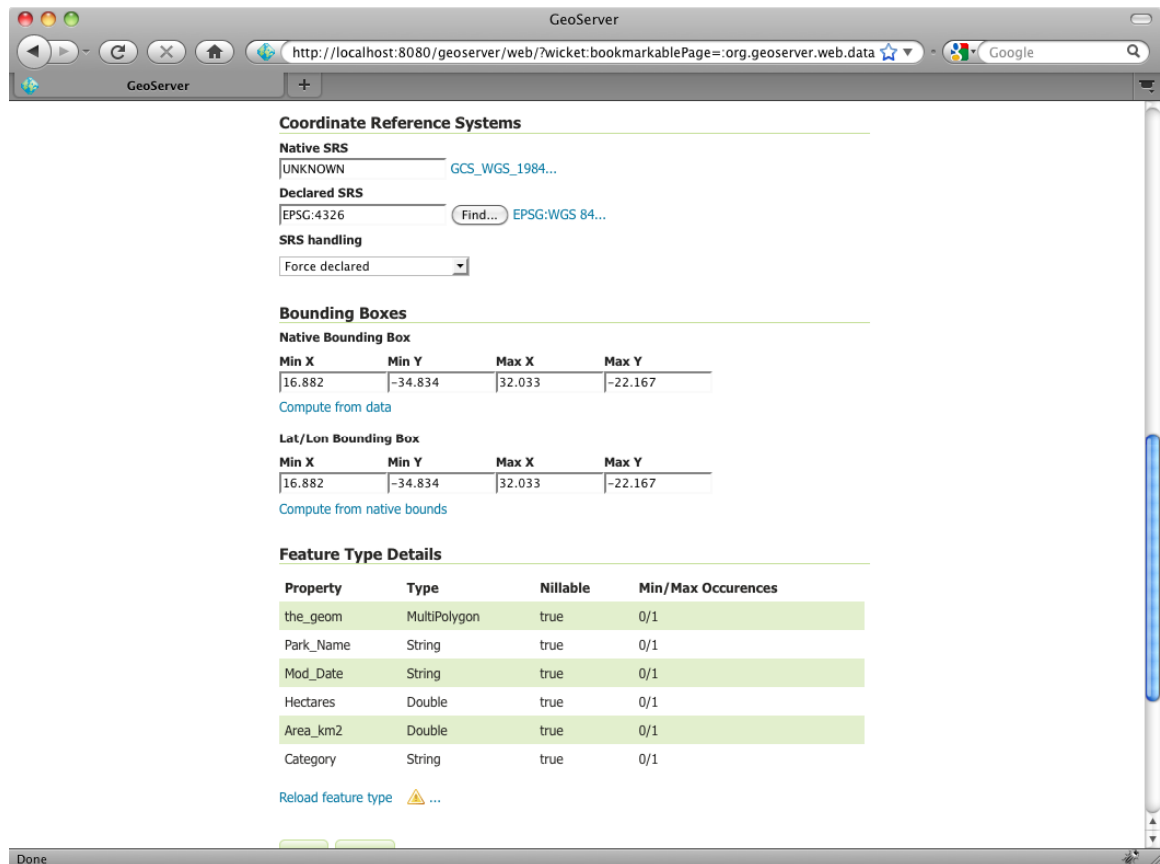 GeoServer
http://localhost:8080/geoserver/web/?wicket:bookmarkablePage=:org.geoserver.web.data
Google
GeoServer
Coordinate Reference Systems
Native SRS
UNKNOWN GCS_WGS_1984...
Declared SRS
EPSG:4326 Find... EPSG:WGS 84...
SRS handling
Force declared
Bounding Boxes
Native Bounding Box
Min X Min Y Max X Max Y
16.882 -34.834 32.033 -22.167
Compute from data
Lat/Lon Bounding Box
Min X Min Y Max X Max Y
16.882 -34.834 32.033 -22.167
Compute from native bounds
Feature Type Details
Property Type Nillable Min/Max Occurences
the_geom MultiPolygon true 0/1
Park_Name String true 0/1
Mod_Date String true 0/1
Hectares Double true 0/1
Area_km2 Double true 0/1
Category String true 0/1
Reload feature type ...
Done